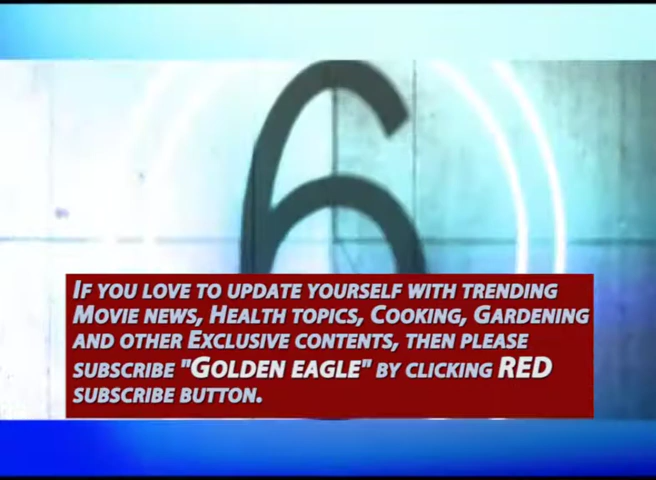 6
IF YOU LOVE TO UPDATE YOURSELF WITH TRENDING
MOVIE NEWS, HEALTH TOPICS, COOKING, GARDENING
AND OTHER EXCLUSIVE CONTENTS, THEN PLEASE
SUBSCRIBE "GOLDEN EAGLE" BY CLICKING RED
SUBSCRIBE BUTTON.